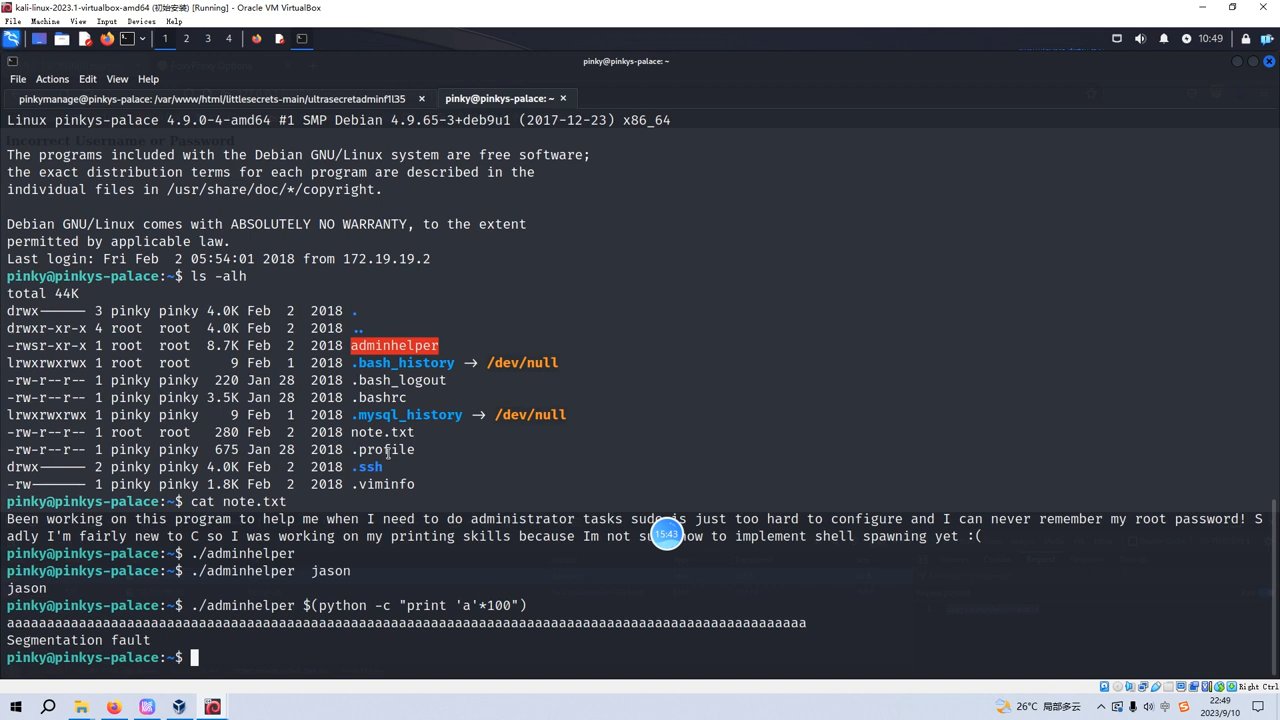 kali-linux-2023.1-virtualbox-amd64 (初始安装) [Running] - Oracle VM VirtualBox
File Machine View Input Devices Help
1 2 3 4 10:49
pinky@pinkys-palace: ~
File Actions Edit View Help
pinkymanage@pinkys-palace: /var/www/html/littlesecrets-main/ultrasecretadminf1l35 pinky@pinkys-palace: ~
Linux pinkys-palace 4.9.0-4-amd64 #1 SMP Debian 4.9.65-3+deb9u1 (2017-12-23) x86_64
Incorrect Username or Password
The programs included with the Debian GNU/Linux system are free software;
the exact distribution terms for each program are described in the
individual files in /usr/share/doc/*/copyright.
Debian GNU/Linux comes with ABSOLUTELY NO WARRANTY, to the extent
permitted by applicable law.
Last login: Fri Feb  2 05:54:01 2018 from 172.19.19.2
pinky@pinkys-palace:~$ ls -alh
total 44K
drwx------ 3 pinky pinky 4.0K Feb  2  2018 .
drwxr-xr-x 4 root  root  4.0K Feb  2  2018 ..
-rwsr-xr-x 1 root  root  8.7K Feb  2  2018 adminhelper
lrwxrwxrwx 1 root  root     9 Feb  1  2018 .bash_history -> /dev/null
-rw-r--r-- 1 pinky pinky  220 Jan 28  2018 .bash_logout
-rw-r--r-- 1 pinky pinky 3.5K Jan 28  2018 .bashrc
lrwxrwxrwx 1 pinky pinky    9 Feb  1  2018 .mysql_history -> /dev/null
-rw-r--r-- 1 root  root   280 Feb  2  2018 note.txt
-rw-r--r-- 1 pinky pinky  675 Jan 28  2018 .profile
drwx------ 2 pinky pinky 4.0K Feb  2  2018 .ssh
-rw------- 1 pinky pinky 1.8K Feb  2  2018 .viminfo
pinky@pinkys-palace:~$ cat note.txt
Been working on this program to help me when I need to do administrator tasks sudo is just too hard to configure and I can never remember my root password! S
adly I'm fairly new to C so i was working on my printing skills because Im not su how to implement shell spawning yet :(
15:43
pinky@pinkys-palace:~$ ./adminhelper
pinky@pinkys-palace:~$ ./adminhelper  jason
jason
pinky@pinkys-palace:~$ ./adminhelper $(python -c "print 'a'*100")
aaaaaaaaaaaaaaaaaaaaaaaaaaaaaaaaaaaaaaaaaaaaaaaaaaaaaaaaaaaaaaaaaaaaaaaaaaaaaaaaaaaaaaaaaaaaaaaaaaaa
Segmentation fault
pinky@pinkys-palace:~$
Right Ctrl
26°C 局部多云 中 22:49
2023/9/10